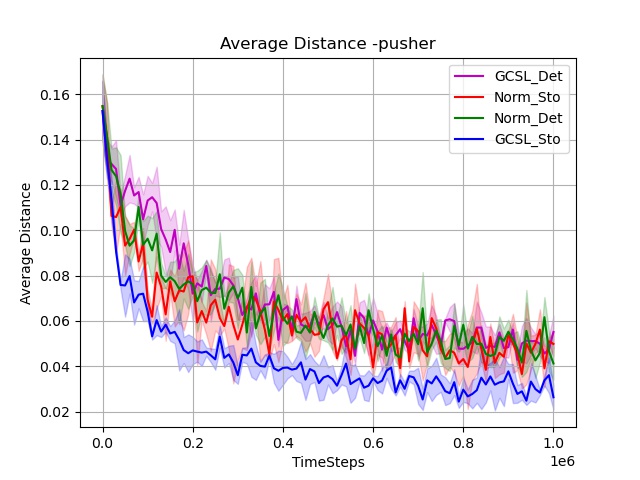 Average Distance -pusher
GCSL_Det
Norm_Sto
Norm_Det
GCSL_Sto
Average Distance
0.16
0.14
0.12
0.10
0.08
0.06
0.04
0.02
0.0 0.2 0.4 0.6 0.8 1.0
1e6
TimeSteps